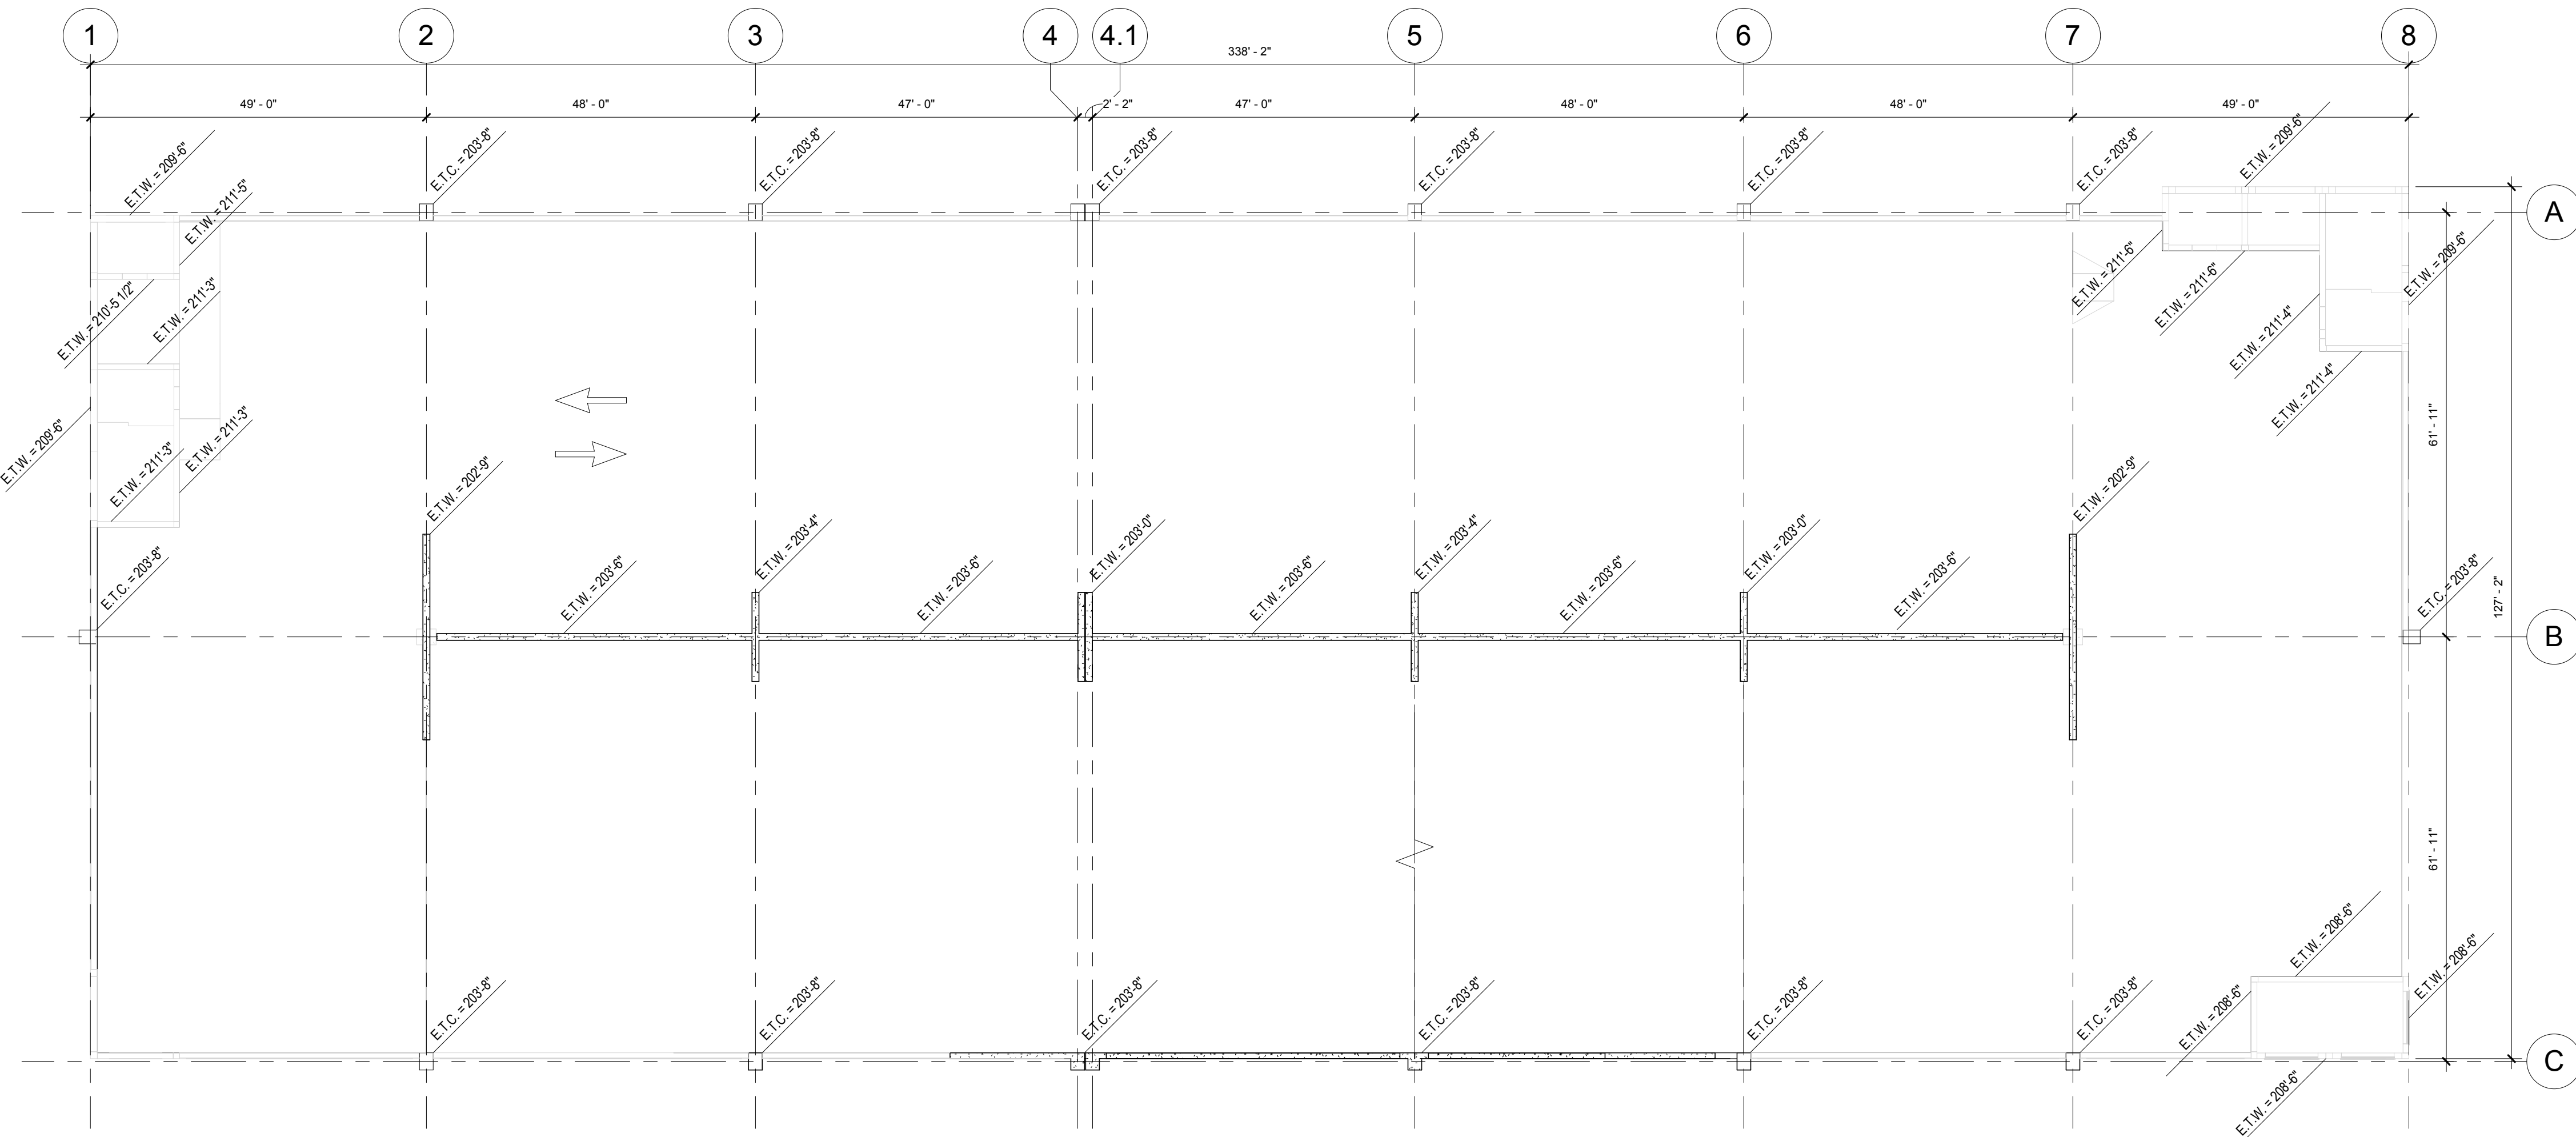 1
2
3
4
4.1
5
6
7
8
338' - 2"
49' - 0"
48' - 0"
47' - 0"
2' - 2"
47' - 0"
48' - 0"
48' - 0"
49' - 0"
E.T.W. = 209'-6"
E.T.C. = 203'-8"
E.T.C. = 203'-8"
E.T.C. = 203'-8"
E.T.C. = 203'-8"
E.T.C. = 203'-8"
E.T.C. = 203'-8"
E.T.W. = 209'-6"
A
E.T.W. = 211'-5"
E.T.W. = 210'-5 1/2"
E.T.W. = 211'-3"
E.T.W. = 211'-6"
E.T.W. = 211'-6"
E.T.W. = 209'-6"
E.T.W. = 211'-4"
E.T.W. = 211'-4"
61' - 11"
E.T.W. = 209'-6"
E.T.W. = 211'-3"
E.T.W. = 211'-3"
E.T.W. = 202'-9"
E.T.W. = 202'-9"
E.T.C. = 203'-8"
E.T.W. = 203'-6"
E.T.W. = 203'-4"
E.T.W. = 203'-6"
E.T.W. = 203'-0"
E.T.W. = 203'-6"
E.T.W. = 203'-4"
E.T.W. = 203'-6"
E.T.W. = 203'-0"
E.T.W. = 203'-6"
E.T.C. = 203'-8"
127' - 2"
B
61' - 11"
E.T.C. = 203'-8"
E.T.C. = 203'-8"
E.T.C. = 203'-8"
E.T.C. = 203'-8"
E.T.C. = 203'-8"
E.T.C. = 203'-8"
E.T.W. = 208'-6"
E.T.W. = 208'-6"
E.T.W. = 208'-6"
E.T.W. = 208'-6"
C